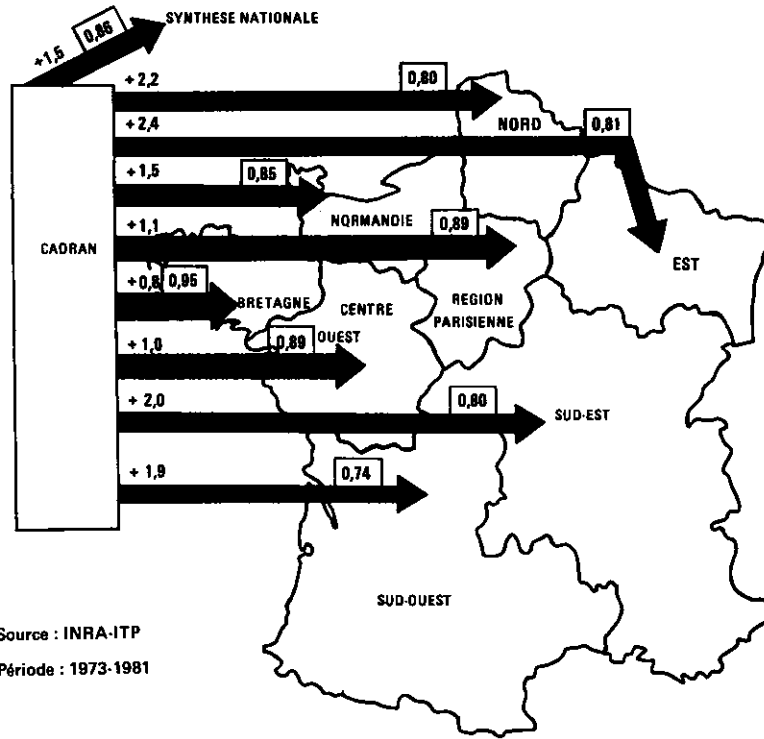 SYNTHESE NATIONALE
+1,5 0,86
+2,2 0,80
NORD
+2,4 0,81
+1,5 0,85
NORMANDIE
+1,1 0,89
CADRAN
EST
+0,8 0,95
BRETAGNE
CENTRE
REGION
PARISIENNE
OUEST
+1,0 0,89
+2,0 0,80
SUD-EST
+1,9 0,74
SUD-OUEST
Source : INRA-ITP
Période : 1973-1981